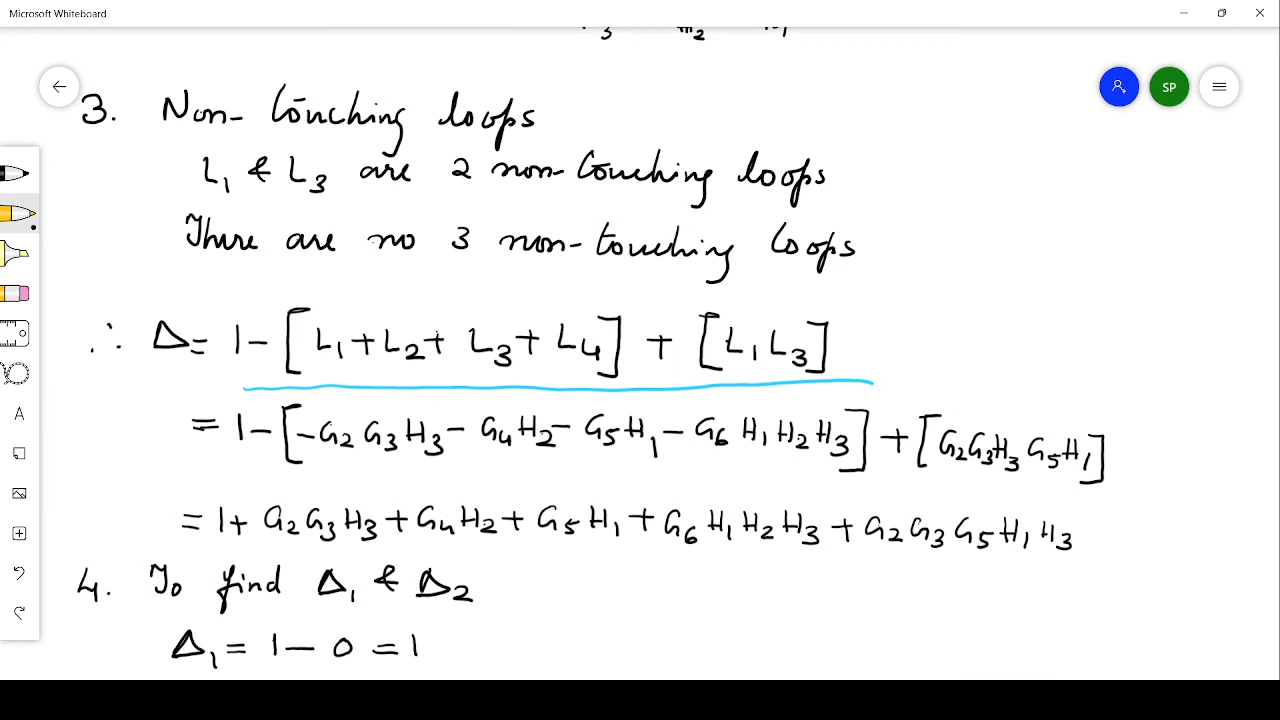 Microsoft Whiteboard
3. Non-touching loops
SP
L₁ & L₃ are 2 non-touching loops
There are no 3 non-touching loops
∴ Δ = 1 - [L₁ + L₂ + L₃ + L₄] + [L₁ L₃]
= 1 - [-G₂ G₃ H₃ - G₄ H₂ - G₅ H₁ - G₆ H₁ H₂ H₃] + [G₂ G₃ H₃ G₅ H₁]
= 1 + G₂ G₃ H₃ + G₄ H₂ + G₅ H₁ + G₆ H₁ H₂ H₃ + G₂ G₃ G₅ H₁ H₃
4. To find Δ₁ & Δ₂
Δ₁ = 1 - 0 = 1